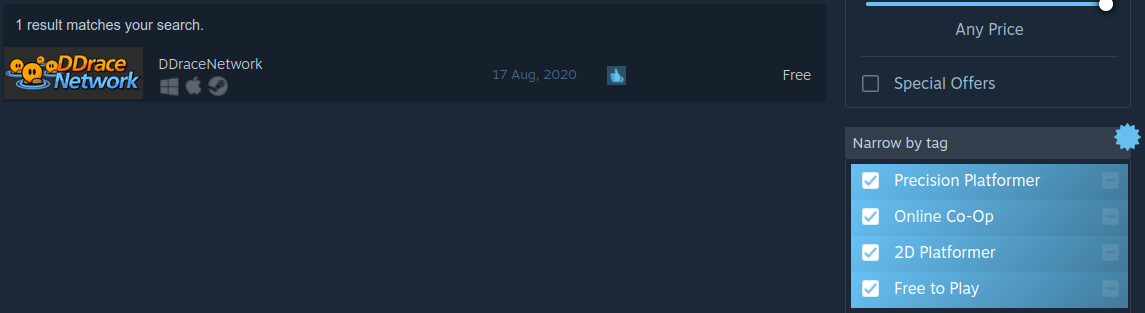 1 result matches your search.
DDrace
Network
DDraceNetwork
17 Aug, 2020
Free
Any Price
Special Offers
Narrow by tag
Precision Platformer
Online Co-Op
2D Platformer
Free to Play